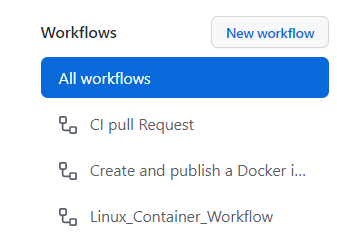 Workflows
New workflow
All workflows
CI pull Request
Create and publish a Docker i...
Linux_Container_Workflow